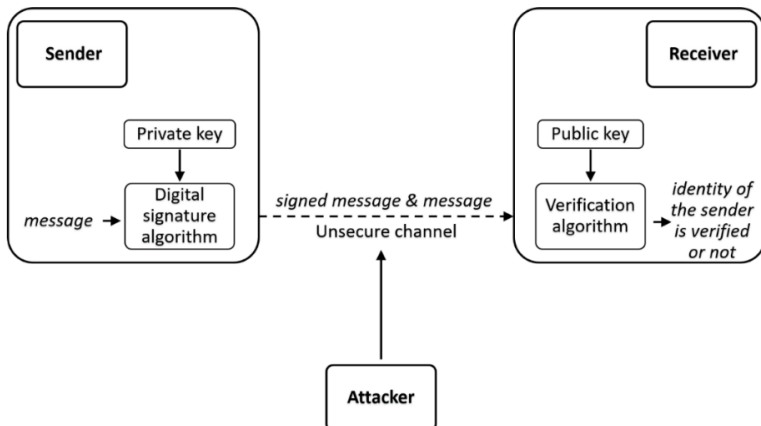 Sender
Receiver
Private key
Public key
message
Digital
signature
algorithm
signed message & message
Unsecure channel
Verification
algorithm
identity of
the sender
is verified
or not
Attacker